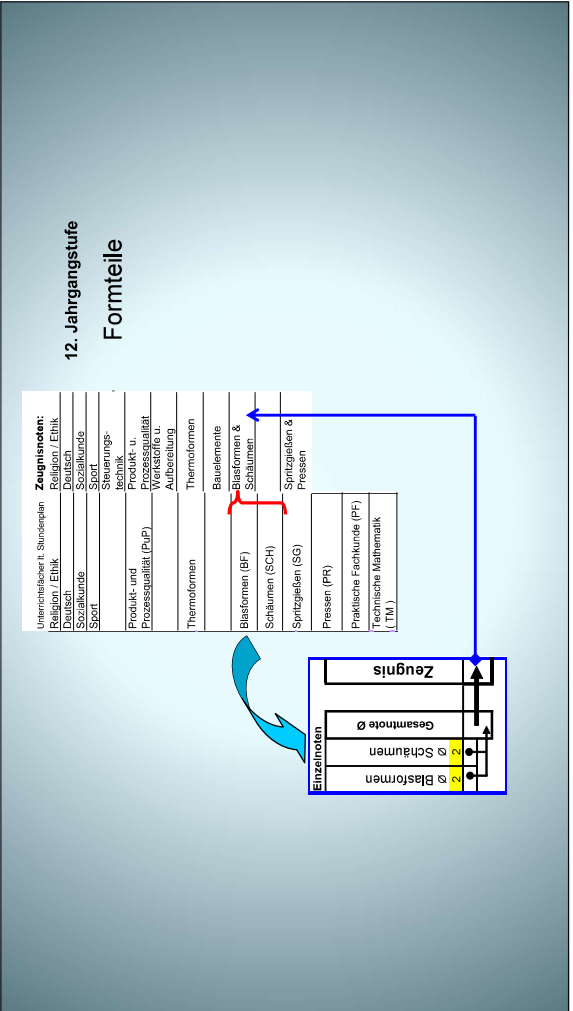 12. Jahrgangstufe
Formteile
Unterrichtsfächer lt. Stundenplan
Zeugnisnoten:
Religion / Ethik
Religion / Ethik
Deutsch
Deutsch
Sozialkunde
Sozialkunde
Sport
Sport
Steuerungs-
technik
Produkt- und
Prozessqualität (PuP)
Produkt- u.
Prozessqualität
Werkstoffe u.
Aufbereitung
Thermoformen
Thermoformen
Bauelemente
Blasformen (BF)
Blasformen &
Schäumen
Schäumen (SCH)
Spritzgießen (SG)
Spritzgießen &
Pressen
Pressen (PR)
Praktische Fachkunde (PF)
Technische Mathematik
( TM )
Einzelnoten
Ø Blasformen
Ø Schäumen
Gesamtnote Ø
Zeugnis
2
2